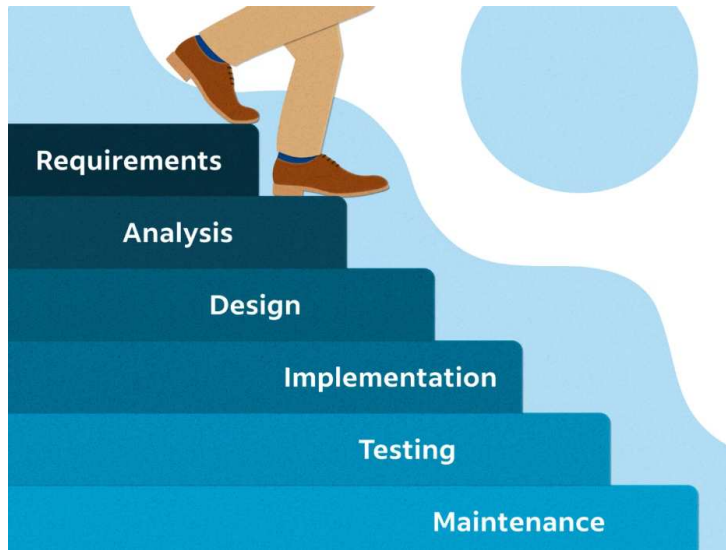 Requirements
Analysis
Design
Implementation
Testing
Maintenance